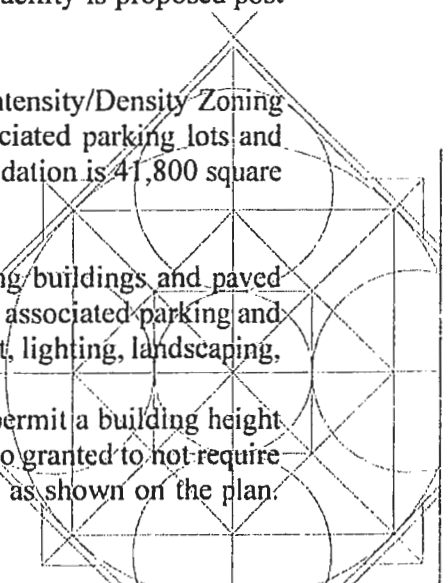 is proposed post
ntensity/Density Zoning
ciated parking lots and
dation is 41,800 square
ng buildings and paved
associated parking and
t, lighting, landscaping,
permit a building height
o granted to not require
as shown on the plan.